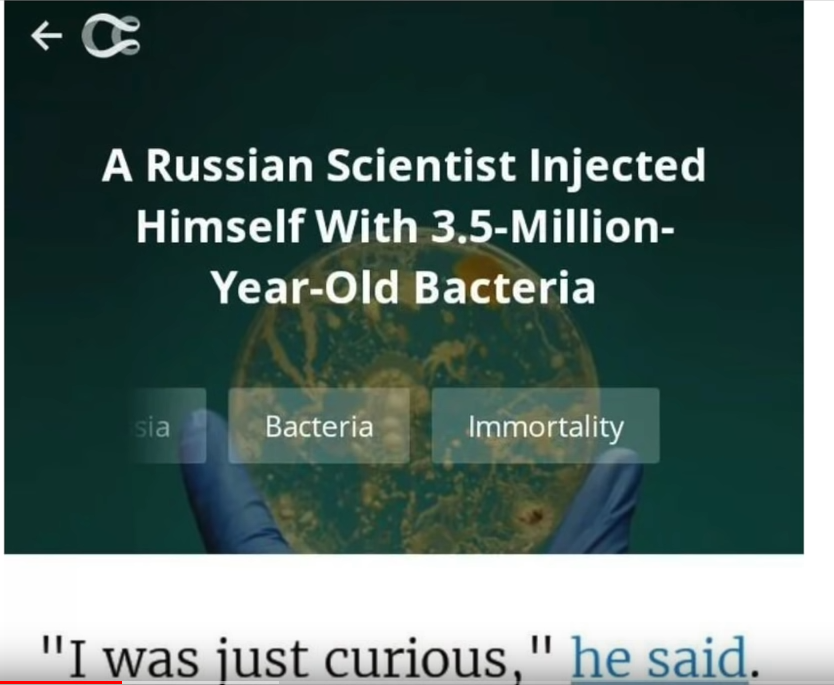 A Russian Scientist Injected
Himself With 3.5-Million-
Year-Old Bacteria
sia
Bacteria
Immortality
"I was just curious," he said.